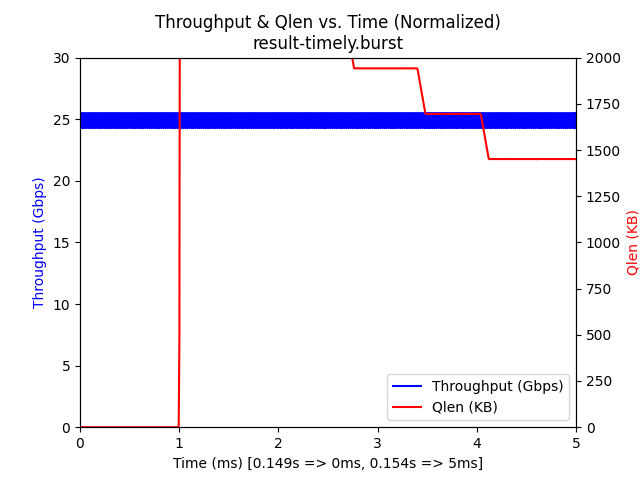 Throughput & Qlen vs. Time (Normalized)
result-timely.burst
30
25
20
15
10
5
0
Throughput (Gbps)
2000
1750
1500
1250
1000
750
500
250
0
Qlen (KB)
Throughput (Gbps)
Qlen (KB)
0 1 2 3 4 5
Time (ms) [0.149s => 0ms, 0.154s => 5ms]